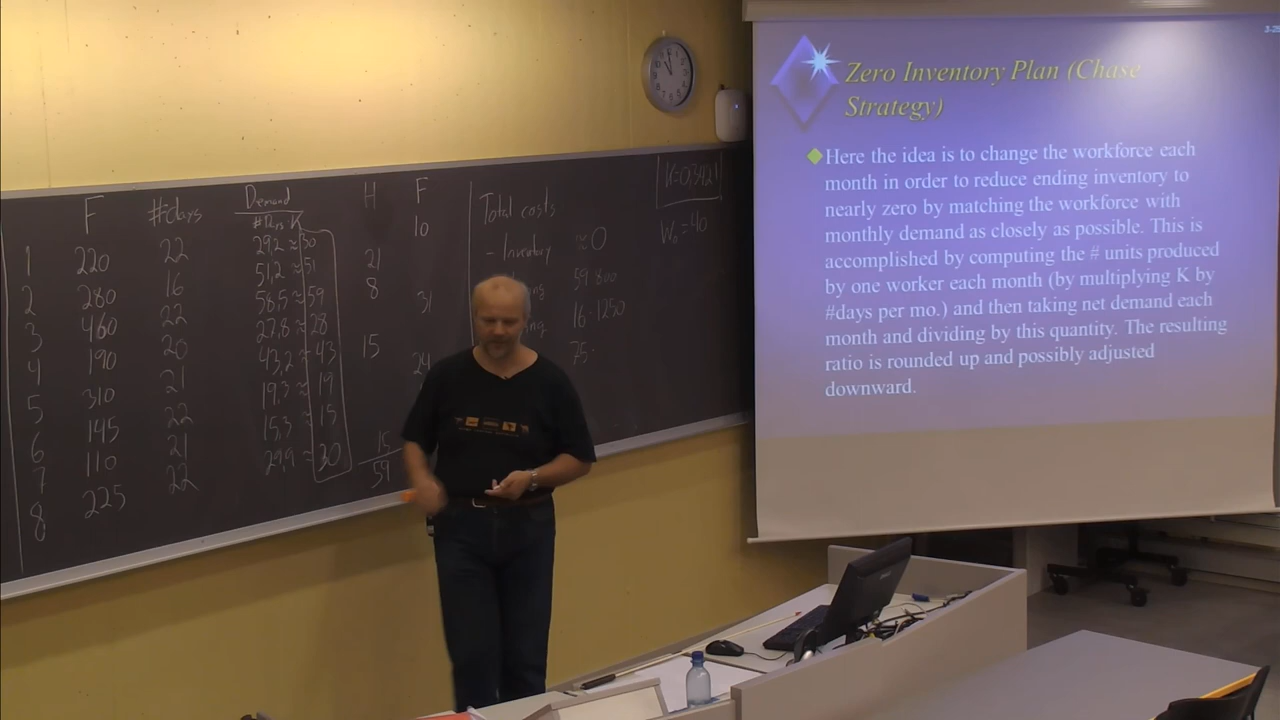 F #days Demand H F
#Days K
10
1 220 22 29,2 ≈ 30 21
2 280 16 51,2 ≈ 51 8
3 460 22 58,5 ≈ 59 31
4 190 20 27,8 ≈ 28 15
5 310 21 43,2 ≈ 43 24
6 145 22 19,3 ≈ 19
7 110 21 15,3 ≈ 15 15
8 225 22 29,9 ≈ 30 59
Total costs
- Inventory ≈0
59·800
16·1250
75·
K=0,3421
W₀=40
Zero Inventory Plan (Chase
Strategy)
Here the idea is to change the workforce each
month in order to reduce ending inventory to
nearly zero by matching the workforce with
monthly demand as closely as possible. This is
accomplished by computing the # units produced
by one worker each month (by multiplying K by
#days per mo.) and then taking net demand each
month and dividing by this quantity. The resulting
ratio is rounded up and possibly adjusted
downward.